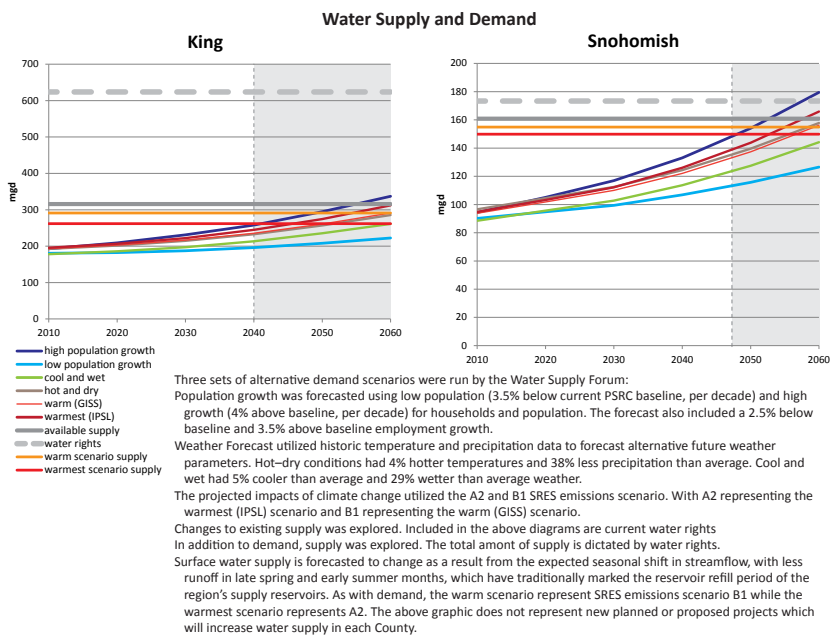 Water Supply and Demand
King
Snohomish
700
600
500
400
300
200
100
0
mgd
2010 2020 2030 2040 2050 2060
200
180
160
140
120
100
80
60
40
20
0
mgd
2010 2020 2030 2040 2050 2060
high population growth
low population growth
cool and wet
hot and dry
warm (GISS)
warmest (IPSL)
available supply
water rights
warm scenario supply
warmest scenario supply
Three sets of alternative demand scenarios were run by the Water Supply Forum:
Population growth was forecasted using low population (3.5% below current PSRC baseline, per decade) and high
growth (4% above baseline, per decade) for households and population. The forecast also included a 2.5% below
baseline and 3.5% above baseline employment growth.
Weather Forecast utilized historic temperature and precipitation data to forecast alternative future weather
parameters. Hot–dry conditions had 4% hotter temperatures and 38% less precipitation than average. Cool and
wet had 5% cooler than average and 29% wetter than average weather.
The projected impacts of climate change utilized the A2 and B1 SRES emissions scenario. With A2 representing the
warmest (IPSL) scenario and B1 representing the warm (GISS) scenario.
Changes to existing supply was explored. Included in the above diagrams are current water rights
In addition to demand, supply was explored. The total amont of supply is dictated by water rights.
Surface water supply is forecasted to change as a result from the expected seasonal shift in streamflow, with less
runoff in late spring and early summer months, which have traditionally marked the reservoir refill period of the
region's supply reservoirs. As with demand, the warm scenario represent SRES emissions scenario B1 while the
warmest scenario represents A2. The above graphic does not represent new planned or proposed projects which
will increase water supply in each County.